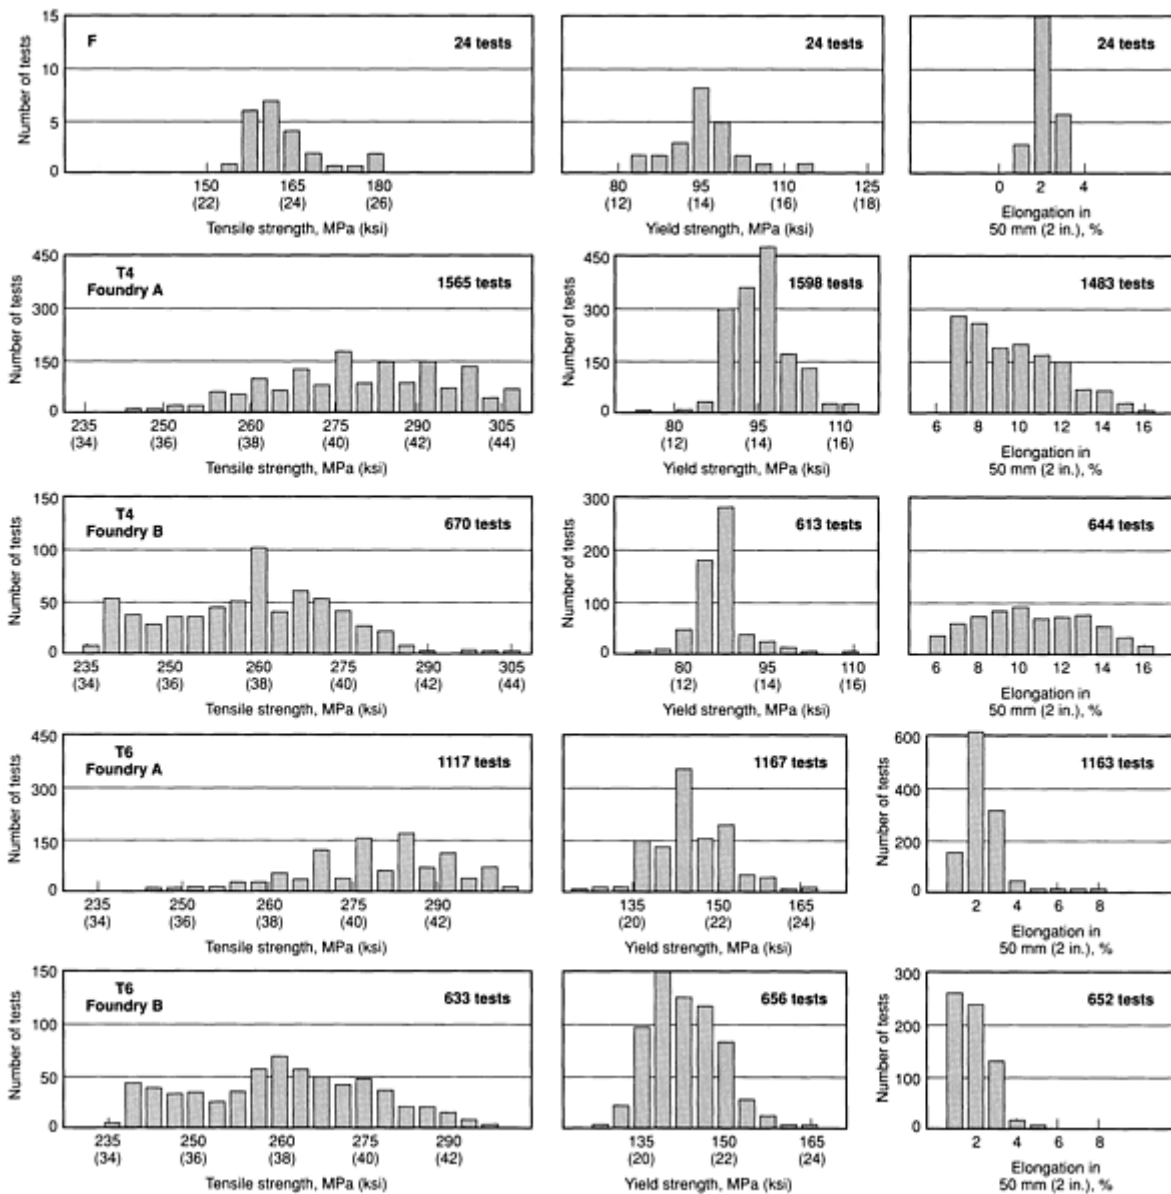 15
10
5
0
Number of tests
F
24 tests
150 165 180
(22) (24) (26)
Tensile strength, MPa (ksi)
24 tests
80 95 110 125
(12) (14) (16) (18)
Yield strength, MPa (ksi)
24 tests
0 2 4
Elongation in
50 mm (2 in.), %
450
300
150
0
Number of tests
T4
Foundry A
1565 tests
235 250 260 275 290 305
(34) (36) (38) (40) (42) (44)
Tensile strength, MPa (ksi)
450
300
150
0
Number of tests
1598 tests
80 95 110
(12) (14) (16)
Yield strength, MPa (ksi)
1483 tests
6 8 10 12 14 16
Elongation in
50 mm (2 in.), %
150
100
50
0
Number of tests
T4
Foundry B
670 tests
235 250 260 275 290 305
(34) (36) (38) (40) (42) (44)
Tensile strength, MPa (ksi)
300
200
100
0
Number of tests
613 tests
80 95 110
(12) (14) (16)
Yield strength, MPa (ksi)
644 tests
6 8 10 12 14 16
Elongation in
50 mm (2 in.), %
450
300
150
0
Number of tests
T6
Foundry A
1117 tests
235 250 260 275 290
(34) (36) (38) (40) (42)
Tensile strength, MPa (ksi)
1167 tests
135 150 165
(20) (22) (24)
Yield strength, MPa (ksi)
600
400
200
0
Number of tests
1163 tests
2 4 6 8
Elongation in
50 mm (2 in.), %
150
100
50
0
Number of tests
T6
Foundry B
633 tests
235 250 260 275 290
(34) (36) (38) (40) (42)
Tensile strength, MPa (ksi)
656 tests
135 150 165
(20) (22) (24)
Yield strength, MPa (ksi)
300
200
100
0
Number of tests
652 tests
2 4 6 8
Elongation in
50 mm (2 in.), %